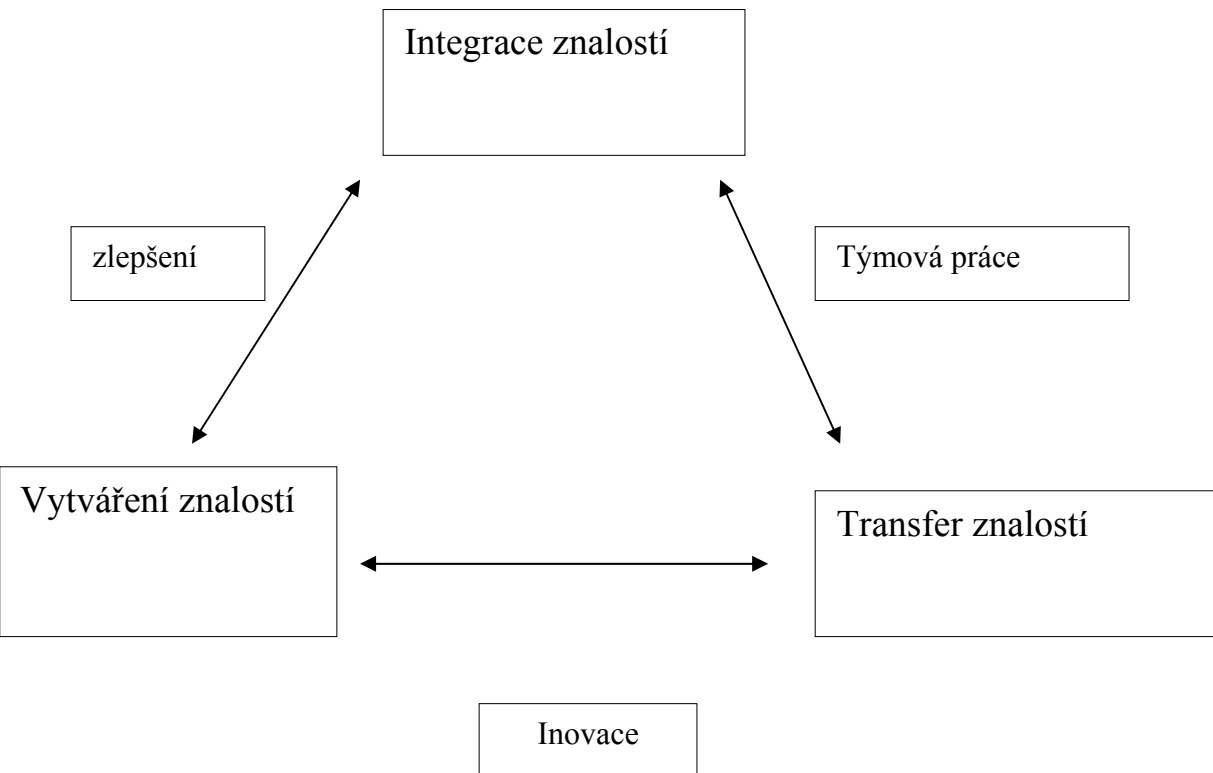 Integrace znalostí
zlepšení
Týmová práce
Vytváření znalostí
Transfer znalostí
Inovace